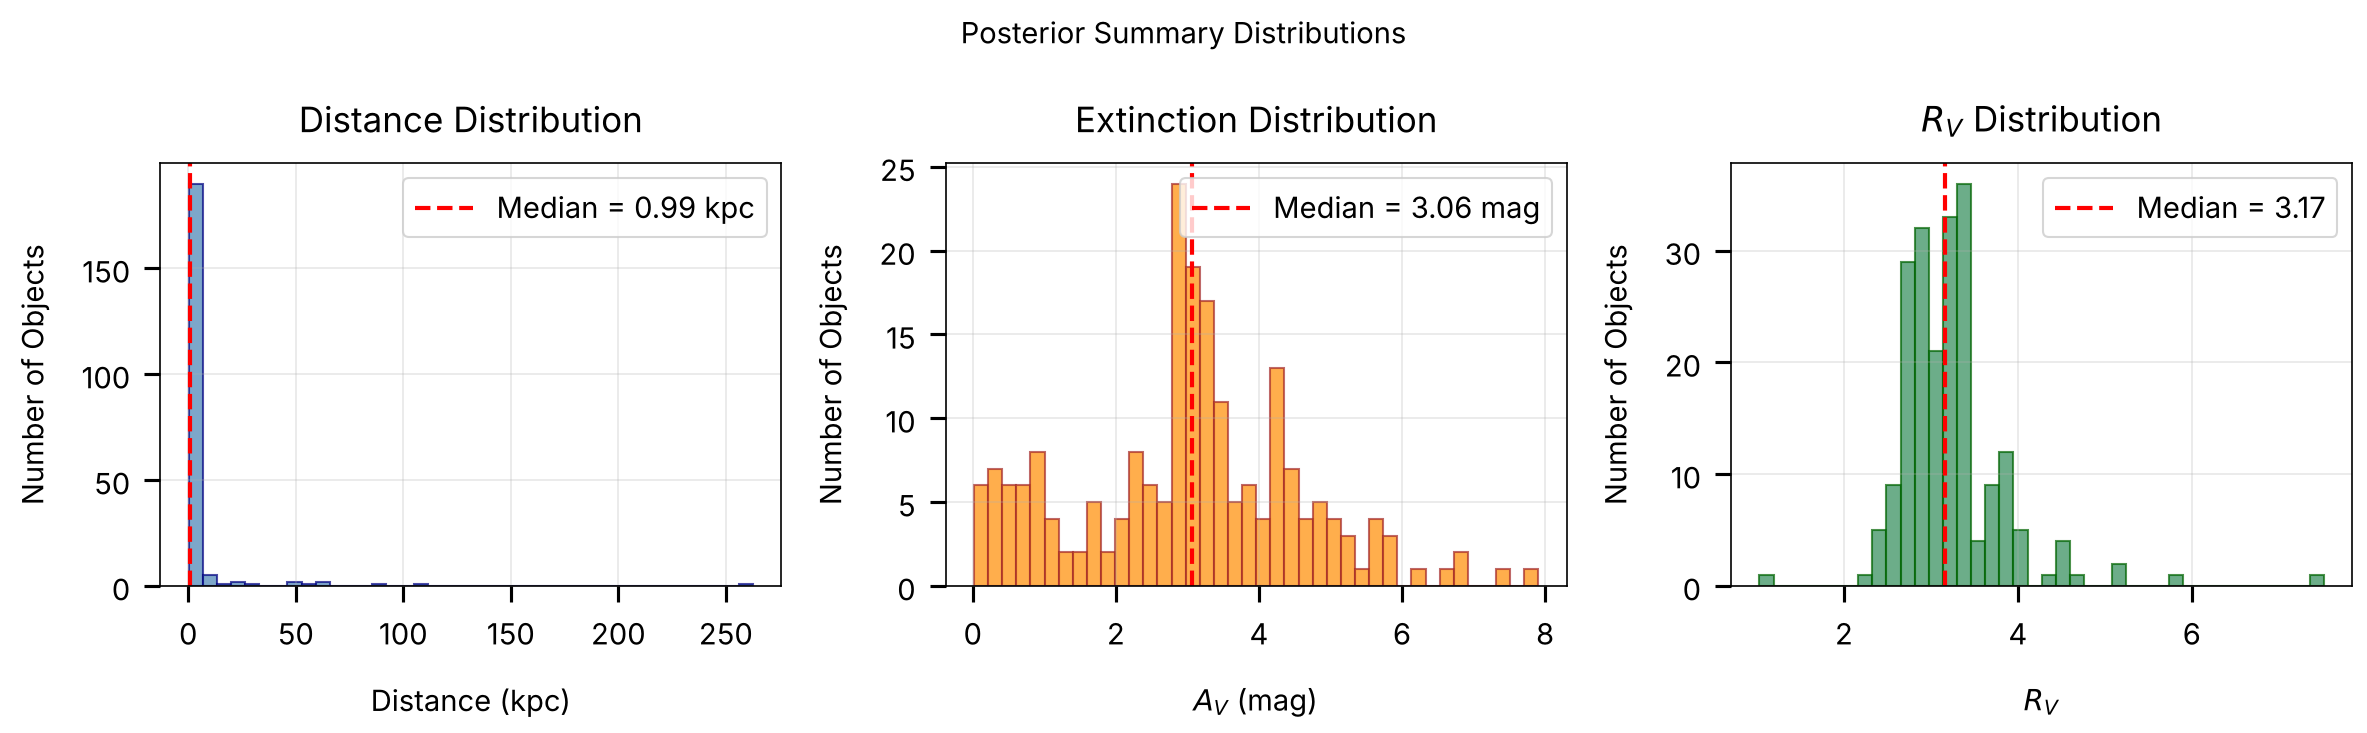 Posterior Summary Distributions
Distance Distribution
Number of Objects
150
100
50
0
Median = 0.99 kpc
0 50 100 150 200 250
Distance (kpc)
Extinction Distribution
Number of Objects
25
20
15
10
5
0
Median = 3.06 mag
0 2 4 6 8
A_V (mag)
R_V Distribution
Number of Objects
30
20
10
0
Median = 3.17
2 4 6
R_V